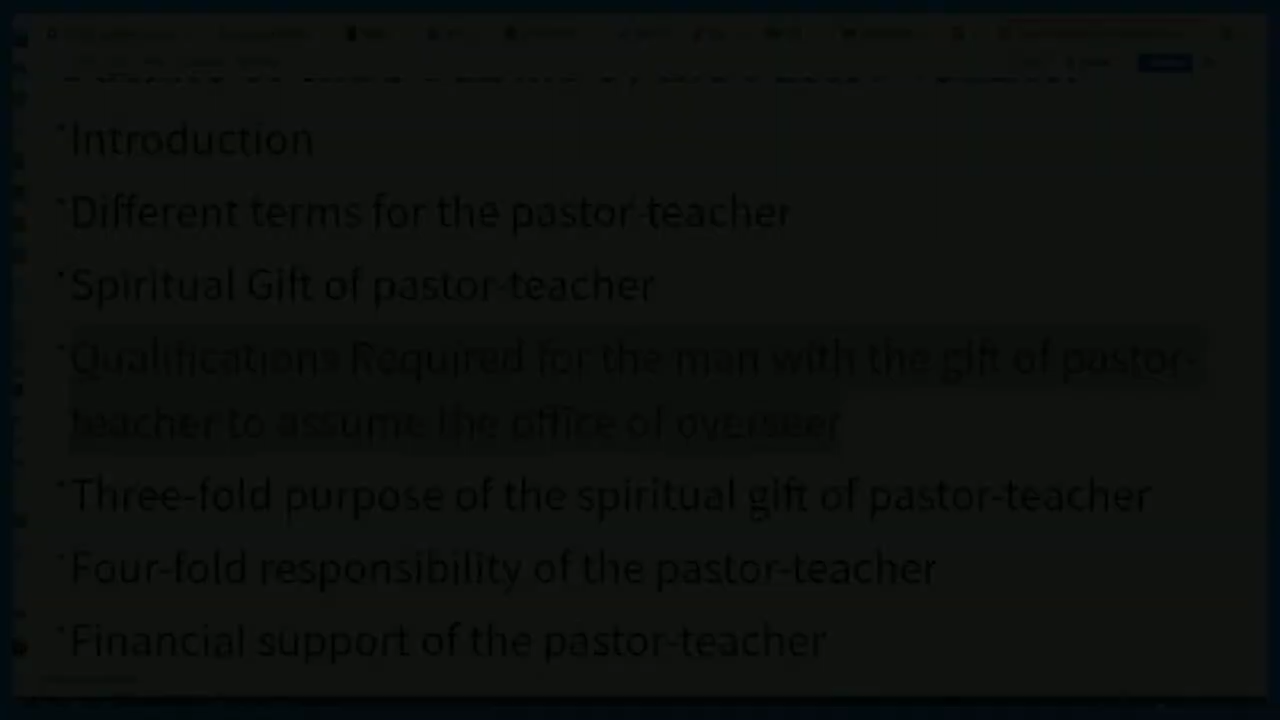 Introduction
Different terms for the pastor-teacher
Spiritual Gift of pastor-teacher
Qualifications Required for the man with the gift of pastor-
teacher to assume the office of overseer
Three-fold purpose of the spiritual gift of pastor-teacher
Four-fold responsibility of the pastor-teacher
Financial support of the pastor-teacher